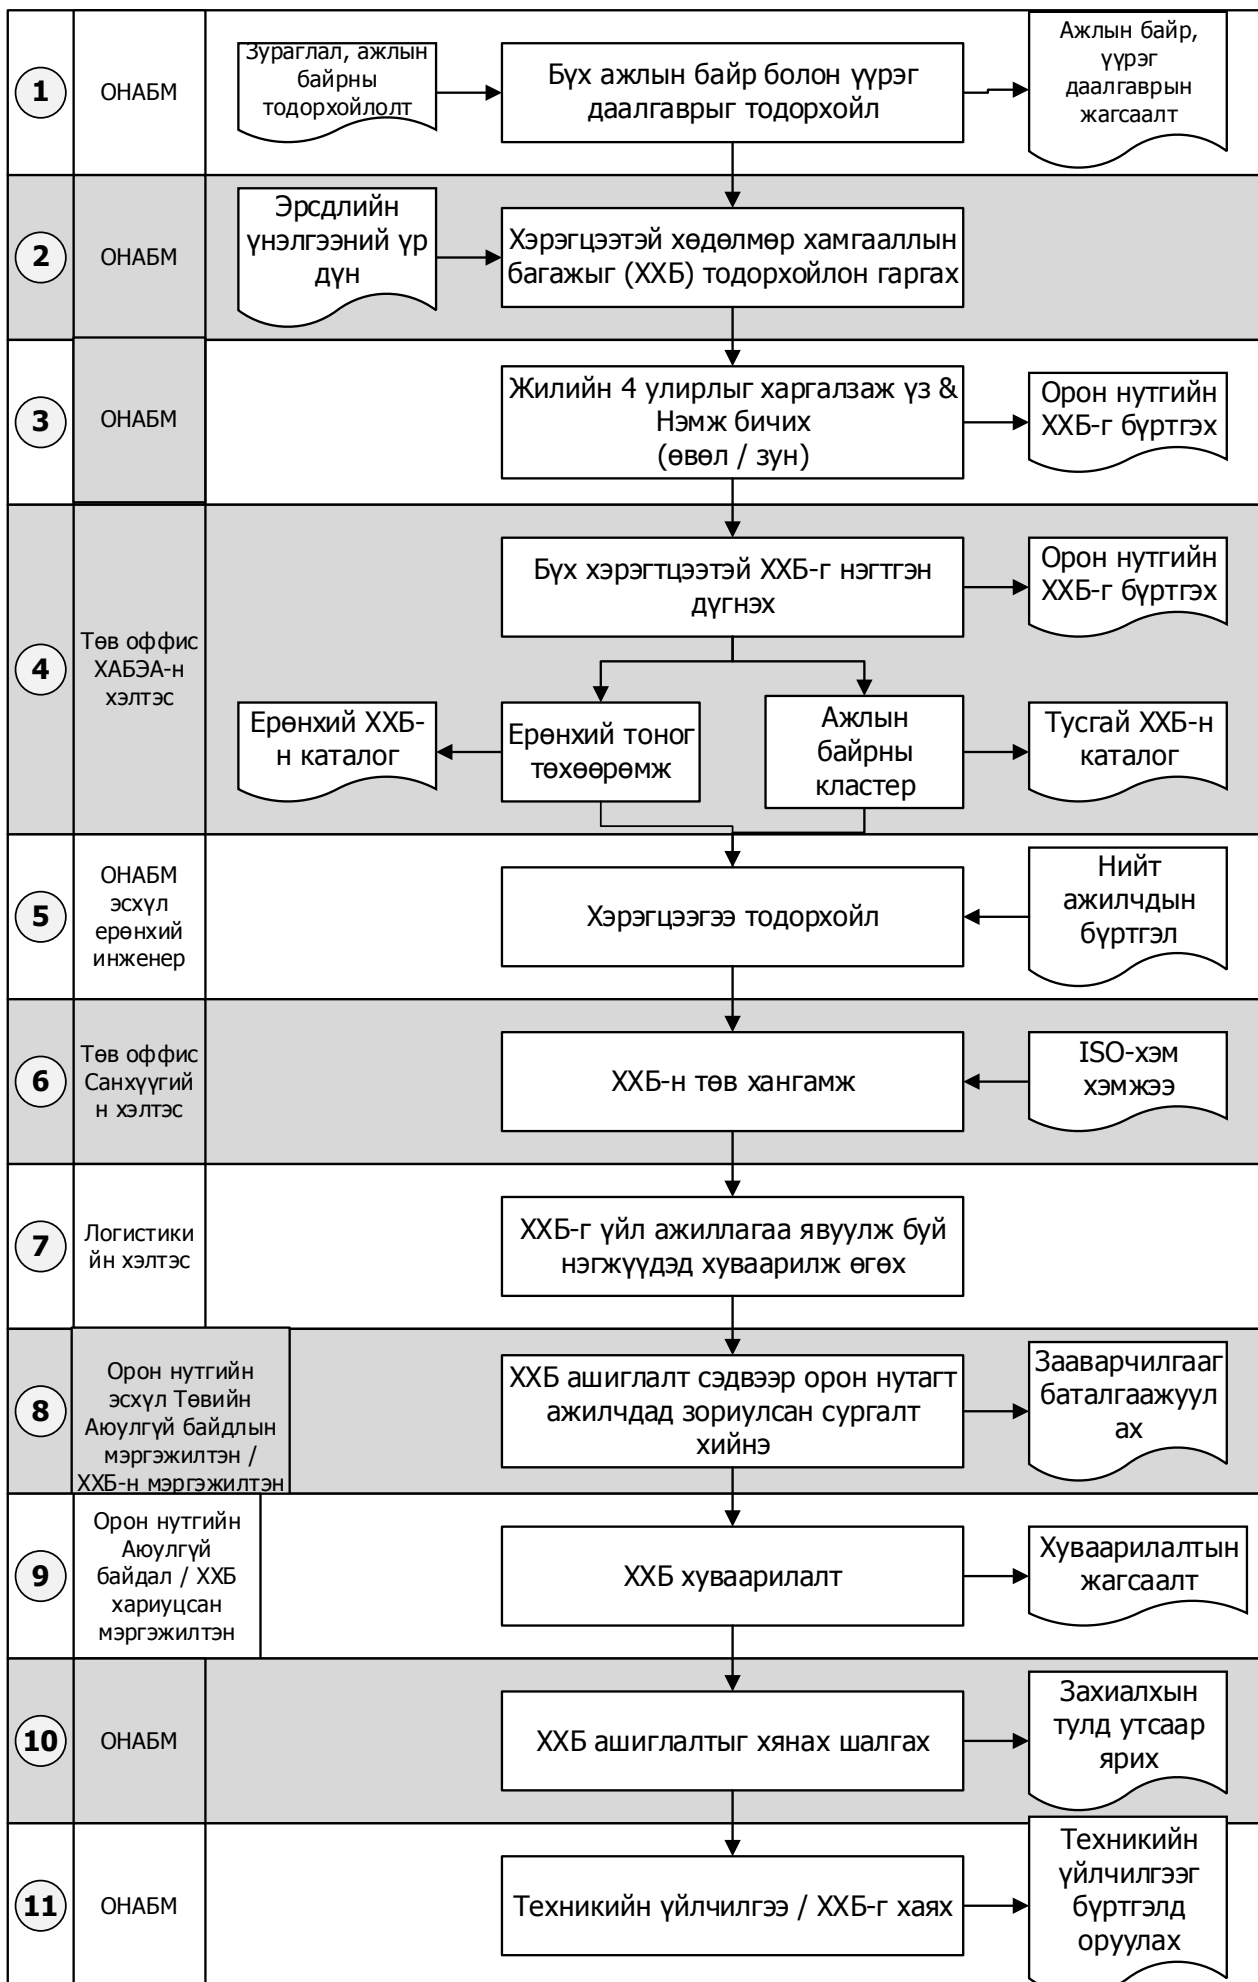 1
ОНАБМ
Зураглал, ажлын
байрны
тодорхойлолт
Бүх ажлын байр болон үүрэг
даалгаврыг тодорхойл
Ажлын байр,
үүрэг
даалгаврын
жагсаалт
2
ОНАБМ
Эрсдлийн
үнэлгээний үр
дүн
Хэрэгцээтэй хөдөлмөр хамгааллын
багажыг (ХХБ) тодорхойлон гаргах
3
ОНАБМ
Жилийн 4 улирлыг харгалзаж үз &
Нэмж бичих
(өвөл / зун)
Орон нутгийн
ХХБ-г бүртгэх
4
Төв оффис
ХАБЭА-н
хэлтэс
Бүх хэрэгтцээтэй ХХБ-г нэгтгэн
дүгнэх
Орон нутгийн
ХХБ-г бүртгэх
Ерөнхий ХХБ-
н каталог
Ерөнхий тоног
төхөөрөмж
Ажлын
байрны
кластер
Тусгай ХХБ-н
каталог
5
ОНАБМ
эсхүл
ерөнхий
инженер
Хэрэгцээгээ тодорхойл
Нийт
ажилчдын
бүртгэл
6
Төв оффис
Санхүүгий
н хэлтэс
ХХБ-н төв хангамж
ISO-хэм
хэмжээ
7
Логистики
йн хэлтэс
ХХБ-г үйл ажиллагаа явуулж буй
нэгжүүдэд хуваарилж өгөх
8
Орон нутгийн
эсхүл Төвийн
Аюулгүй байдлын
мэргэжилтэн /
ХХБ-н мэргэжилтэн
ХХБ ашиглалт сэдвээр орон нутагт
ажилчдад зориулсан сургалт
хийнэ
Зааварчилгааг
баталгаажуул
ах
9
Орон нутгийн
Аюулгүй
байдал / ХХБ
хариуцсан
мэргэжилтэн
ХХБ хуваарилалт
Хуваарилалтын
жагсаалт
10
ОНАБМ
ХХБ ашиглалтыг хянах шалгах
Захиалхын
тулд утсаар
ярих
11
ОНАБМ
Техникийн үйлчилгээ / ХХБ-г хаях
Техникийн
үйлчилгээг
бүртгэлд
оруулах